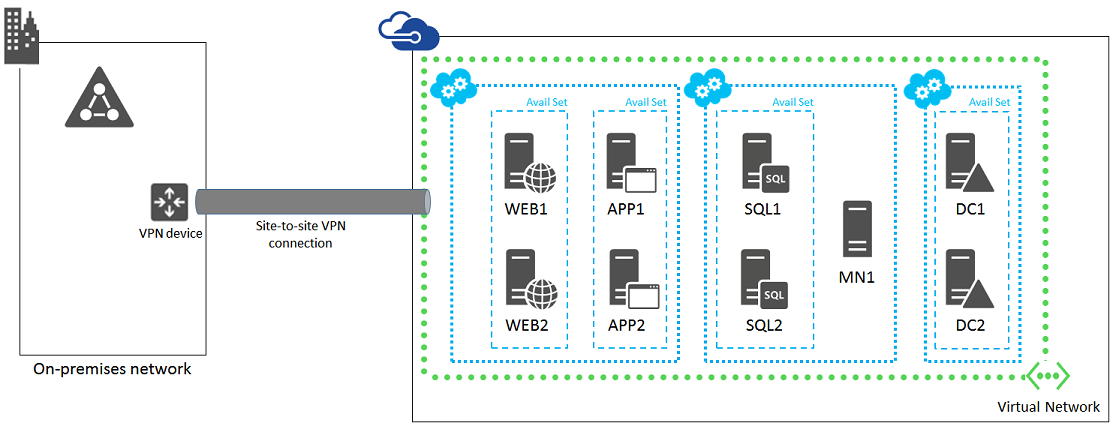 Avail Set
Avail Set
Avail Set
Avail Set
SQL
WEB1
APP1
SQL1
DC1
VPN device
Site-to-site VPN
connection
MN1
SQL
WEB2
APP2
SQL2
DC2
On-premises network
Virtual Network